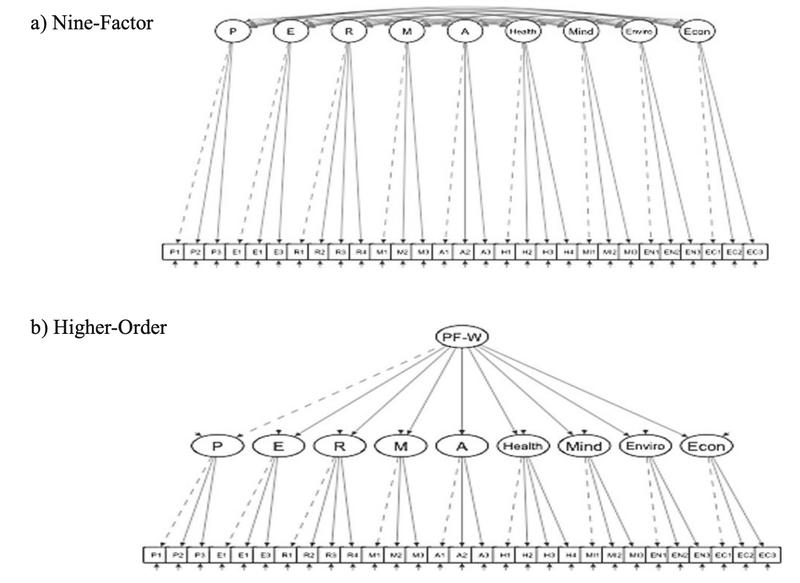 a) Nine-Factor
P E R M A Health Mind Enviro Econ
P1 P2 P3 E1 E1 E3 R1 R2 R3 R4 M1 M2 M3 A1 A2 A3 H1 H2 H3 H4 MI1 MI2 MI3 EN1 EN2 EN3 EC1 EC2 EC3
b) Higher-Order
PF-W
P E R M A Health Mind Enviro Econ
P1 P2 P3 E1 E1 E3 R1 R2 R3 R4 M1 M2 M3 A1 A2 A3 H1 H2 H3 H4 MI1 MI2 MI3 EN1 EN2 EN3 EC1 EC2 EC3